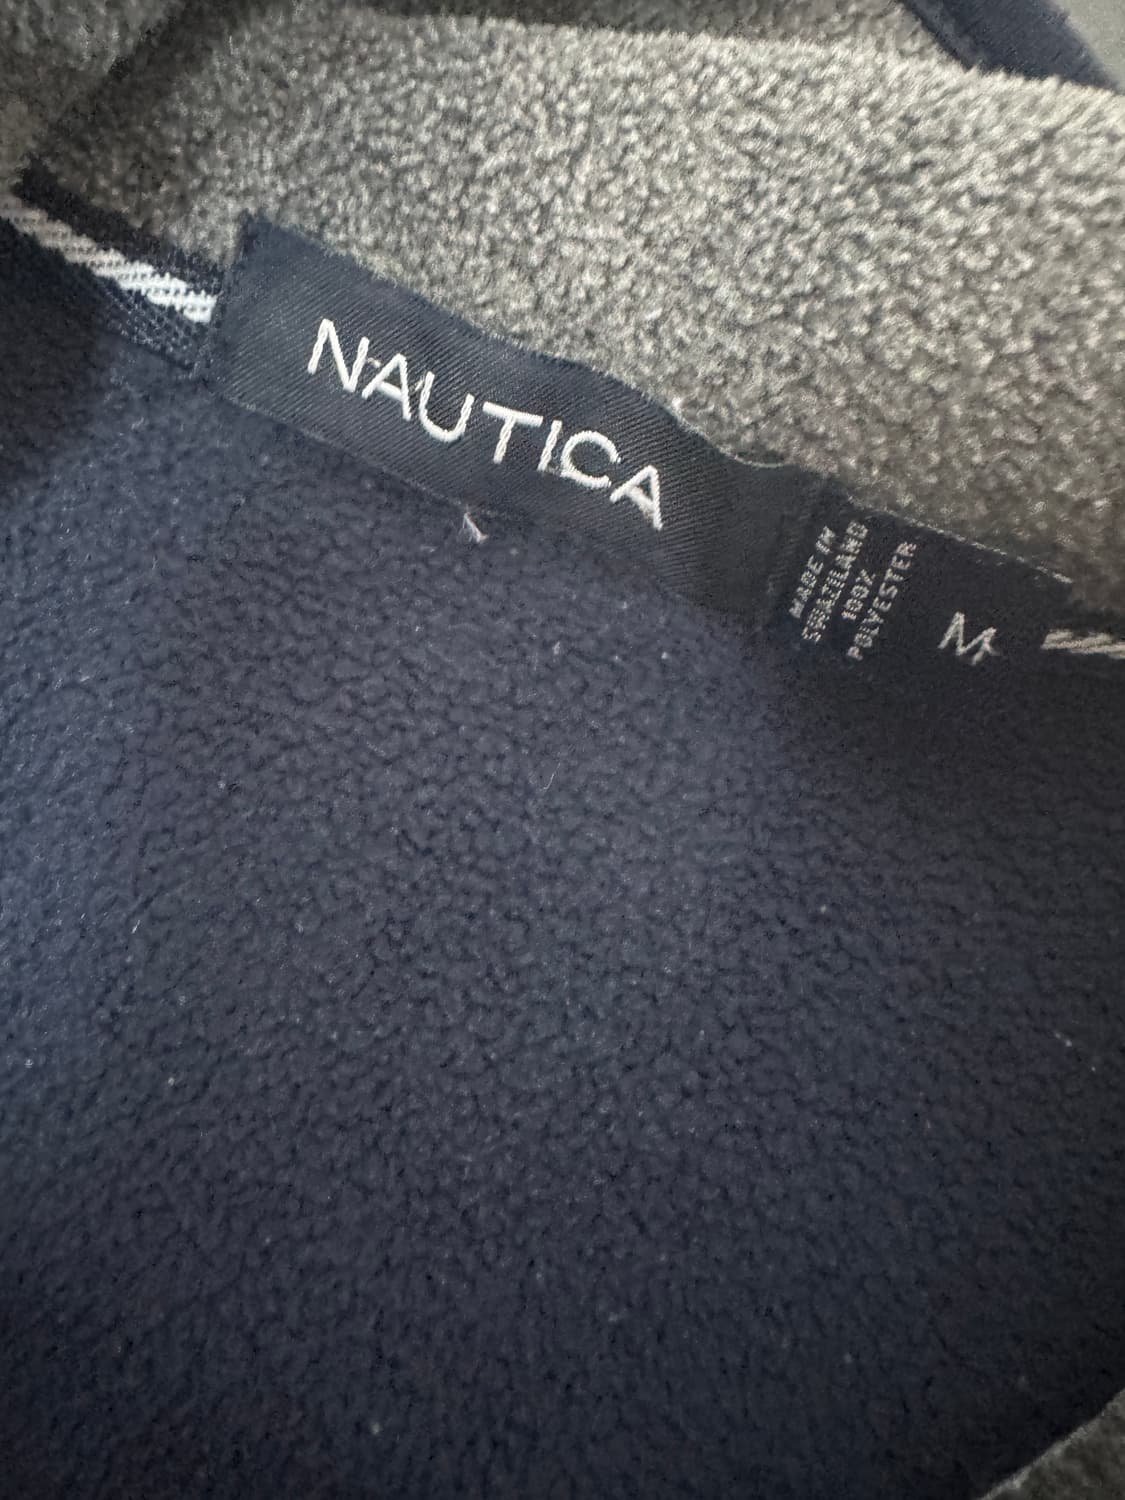 NAUTICA
MADE IN
SWAZILAND
100%
POLYESTER
M